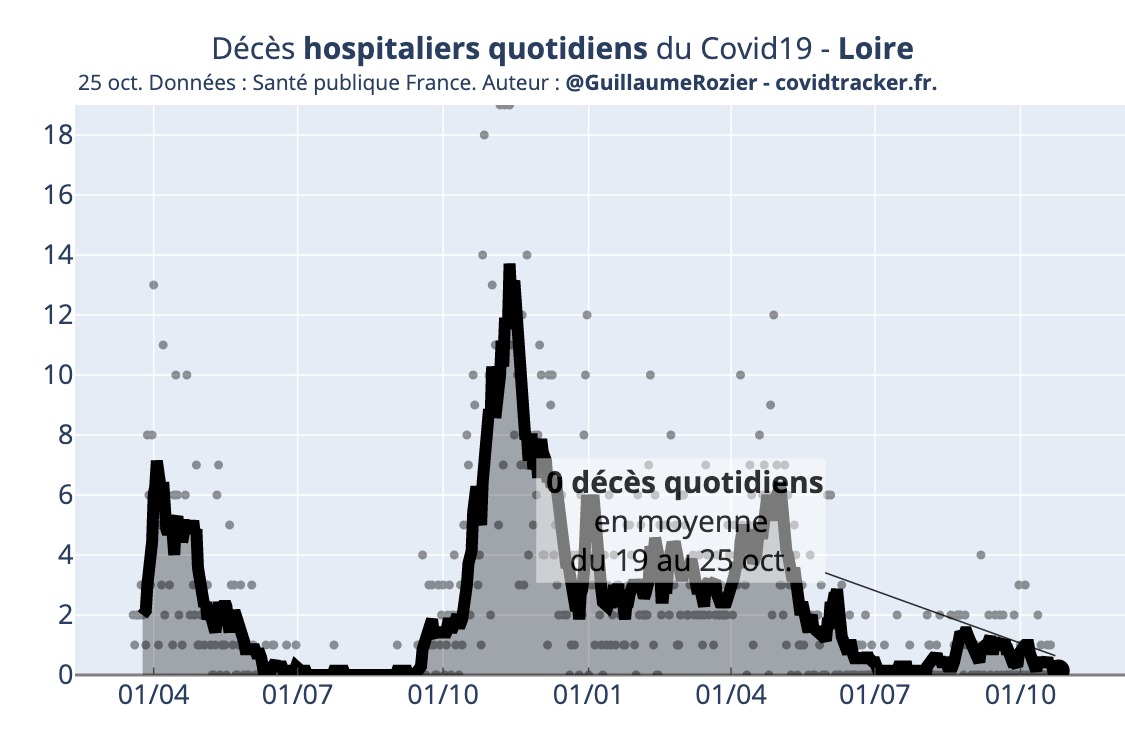 Décès hospitaliers quotidiens du Covid19 - Loire
25 oct. Données : Santé publique France. Auteur : @GuillaumeRozier - covidtracker.fr.
18
16
14
12
10
8
6
4
2
0
0 décès quotidiens
en moyenne
du 19 au 25 oct.
01/04 01/07 01/10 01/01 01/04 01/07 01/10